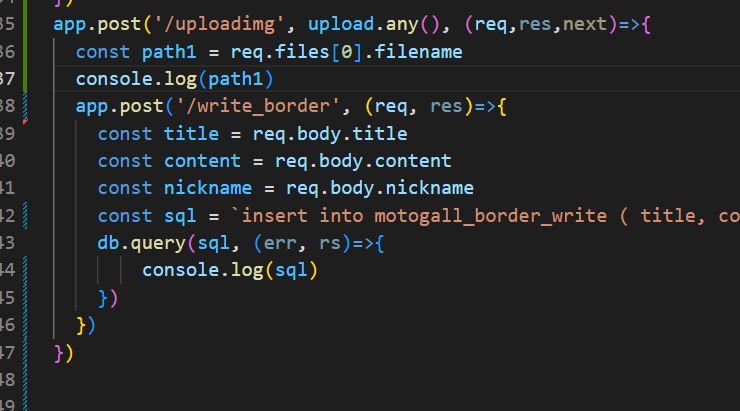 })
35 app.post('/uploadimg', upload.any(), (req,res,next)=>{
36 const path1 = req.files[0].filename
37 console.log(path1)
38 app.post('/write_border', (req, res)=>{
39 const title = req.body.title
40 const content = req.body.content
41 const nickname = req.body.nickname
42 const sql = `insert into motogall_border_write ( title, co
43 db.query(sql, (err, rs)=>{
44 console.log(sql)
45 })
46 })
47 })
48
49